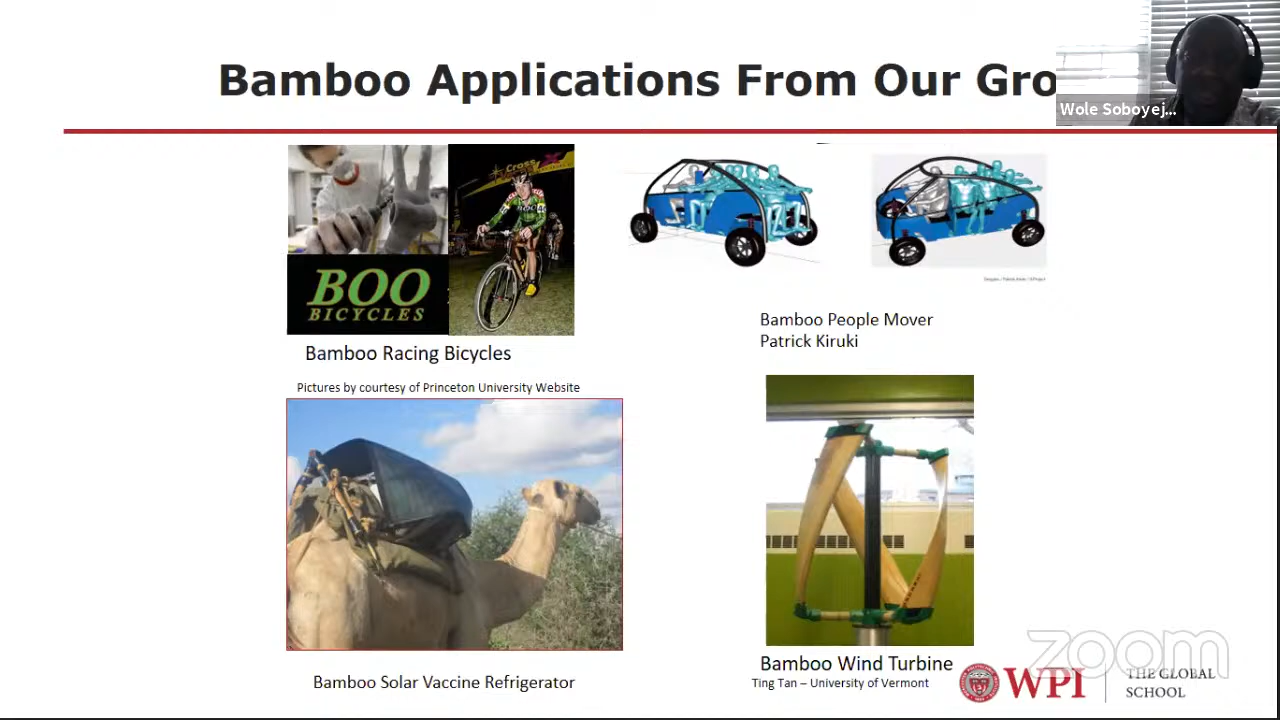 Bamboo Applications From Our Gro
Wole Soboyej...
Cross
BOO
BICYCLES
Bamboo Racing Bicycles
Pictures by courtesy of Princeton University Website
Bamboo People Mover
Patrick Kiruki
Bamboo Solar Vaccine Refrigerator
Bamboo Wind Turbine
Ting Tan – University of Vermont
WPI
THE GLOBAL
SCHOOL
zoom